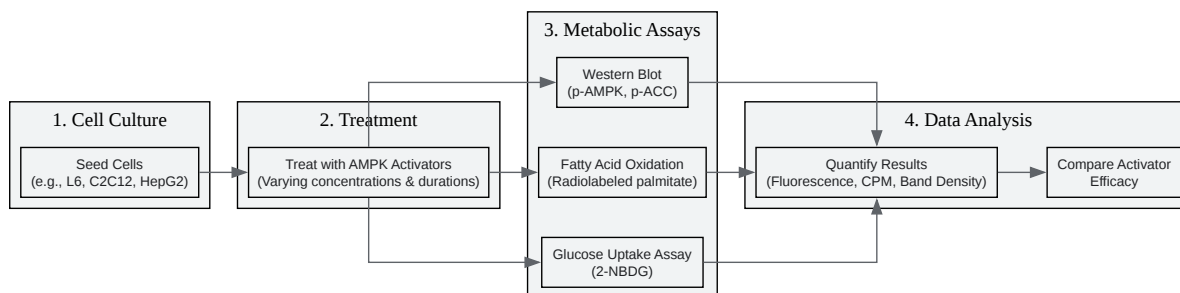 1. Cell Culture
Seed Cells
(e.g., L6, C2C12, HepG2)
2. Treatment
Treat with AMPK Activators
(Varying concentrations & durations)
3. Metabolic Assays
Western Blot
(p-AMPK, p-ACC)
Fatty Acid Oxidation
(Radiolabeled palmitate)
Glucose Uptake Assay
(2-NBDG)
4. Data Analysis
Quantify Results
(Fluorescence, CPM, Band Density)
Compare Activator
Efficacy